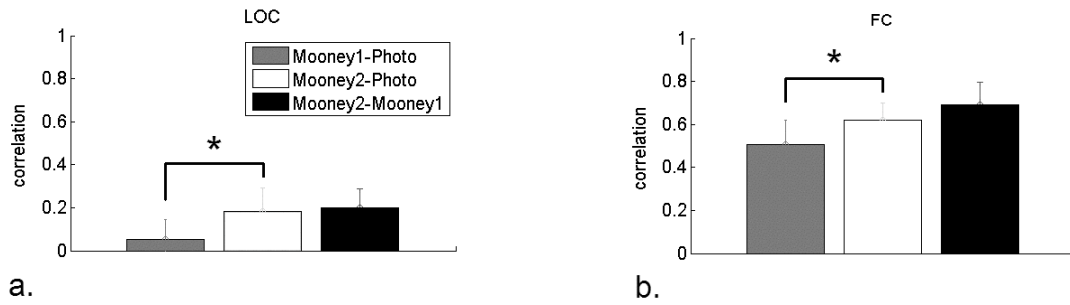 LOC
1
0.8
0.6
0.4
0.2
0
correlation
Mooney1-Photo
Mooney2-Photo
Mooney2-Mooney1
*
a.
FC
1
0.8
0.6
0.4
0.2
0
correlation
*
b.